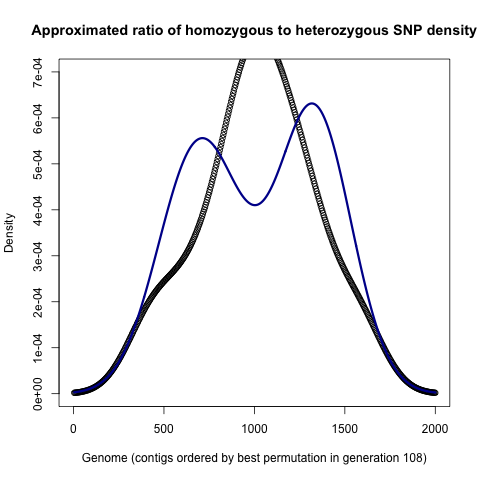 Approximated ratio of homozygous to heterozygous SNP density
7e-04
6e-04
5e-04
4e-04
3e-04
2e-04
1e-04
0e+00
Density
0 500 1000 1500 2000
Genome (contigs ordered by best permutation in generation 108)